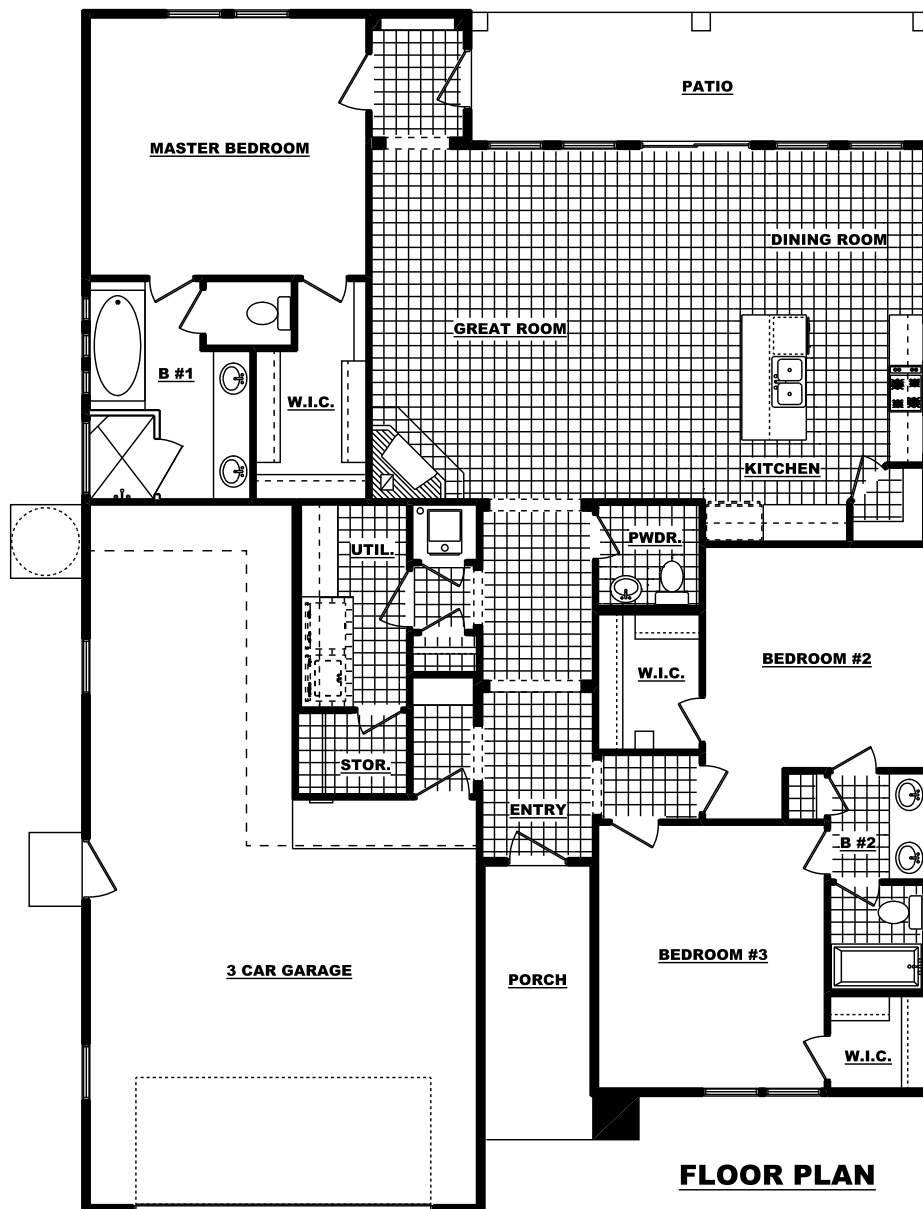 PATIO
MASTER BEDROOM
DINING ROOM
GREAT ROOM
B #1
W.I.C.
KITCHEN
UTIL.
PWDR.
BEDROOM #2
W.I.C.
STOR.
ENTRY
B #2
BEDROOM #3
3 CAR GARAGE
PORCH
W.I.C.
FLOOR PLAN